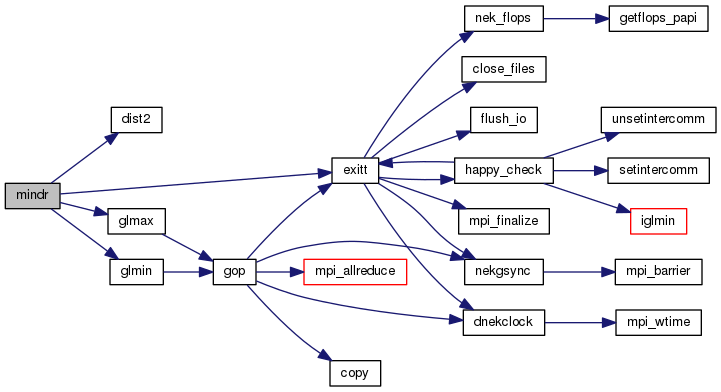 nek_flops
getflops_papi
close_files
dist2
flush_io
unsetintercomm
exitt
happy_check
setintercomm
mindr
glmax
mpi_finalize
iglmin
glmin
gop
mpi_allreduce
nekgsync
mpi_barrier
dnekclock
mpi_wtime
copy